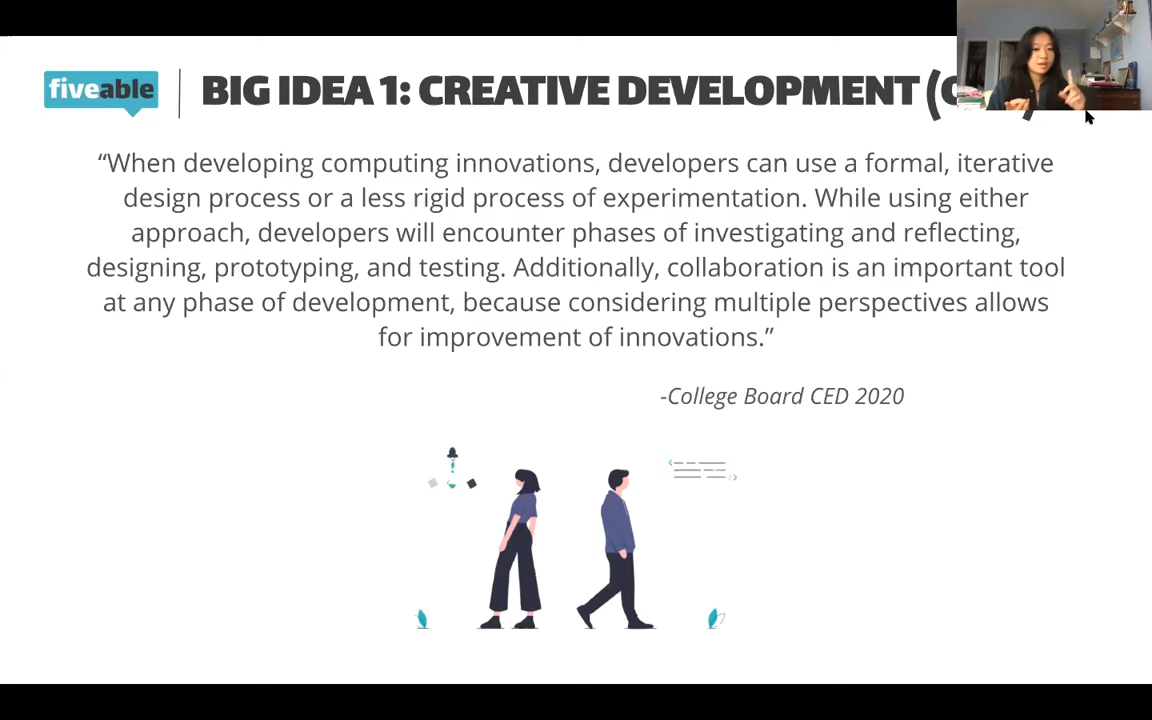 fiveable
BIG IDEA 1: CREATIVE DEVELOPMENT
“When developing computing innovations, developers can use a formal, iterative
design process or a less rigid process of experimentation. While using either
approach, developers will encounter phases of investigating and reflecting,
designing, prototyping, and testing. Additionally, collaboration is an important tool
at any phase of development, because considering multiple perspectives allows
for improvement of innovations.”
-College Board CED 2020